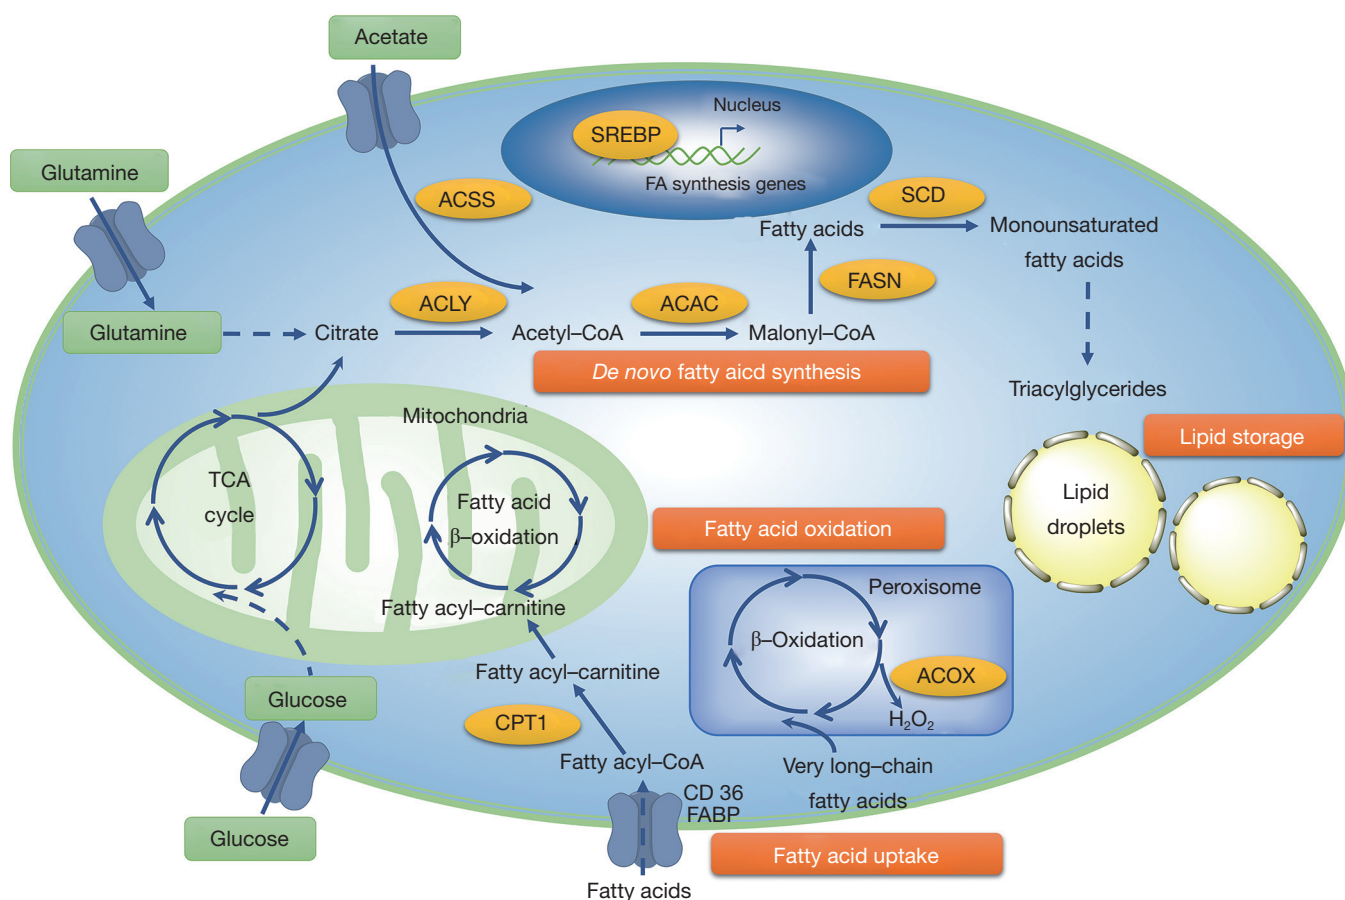 Acetate
Nucleus
SREBP
FA synthesis genes
Glutamine
ACSS
SCD
Fatty acids
Monounsaturated
fatty acids
FASN
Glutamine
Citrate
ACLY
Acetyl–CoA
ACAC
Malonyl–CoA
De novo fatty aicd synthesis
Triacylglycerides
Mitochondria
Lipid storage
TCA
cycle
Fatty acid
β–oxidation
Lipid
droplets
Fatty acid oxidation
Fatty acyl–carnitine
Peroxisome
β–Oxidation
ACOX
H₂O₂
Fatty acyl–carnitine
Glucose
CPT1
Fatty acyl–CoA
Very long–chain
fatty acids
CD 36
FABP
Glucose
Fatty acid uptake
Fatty acids